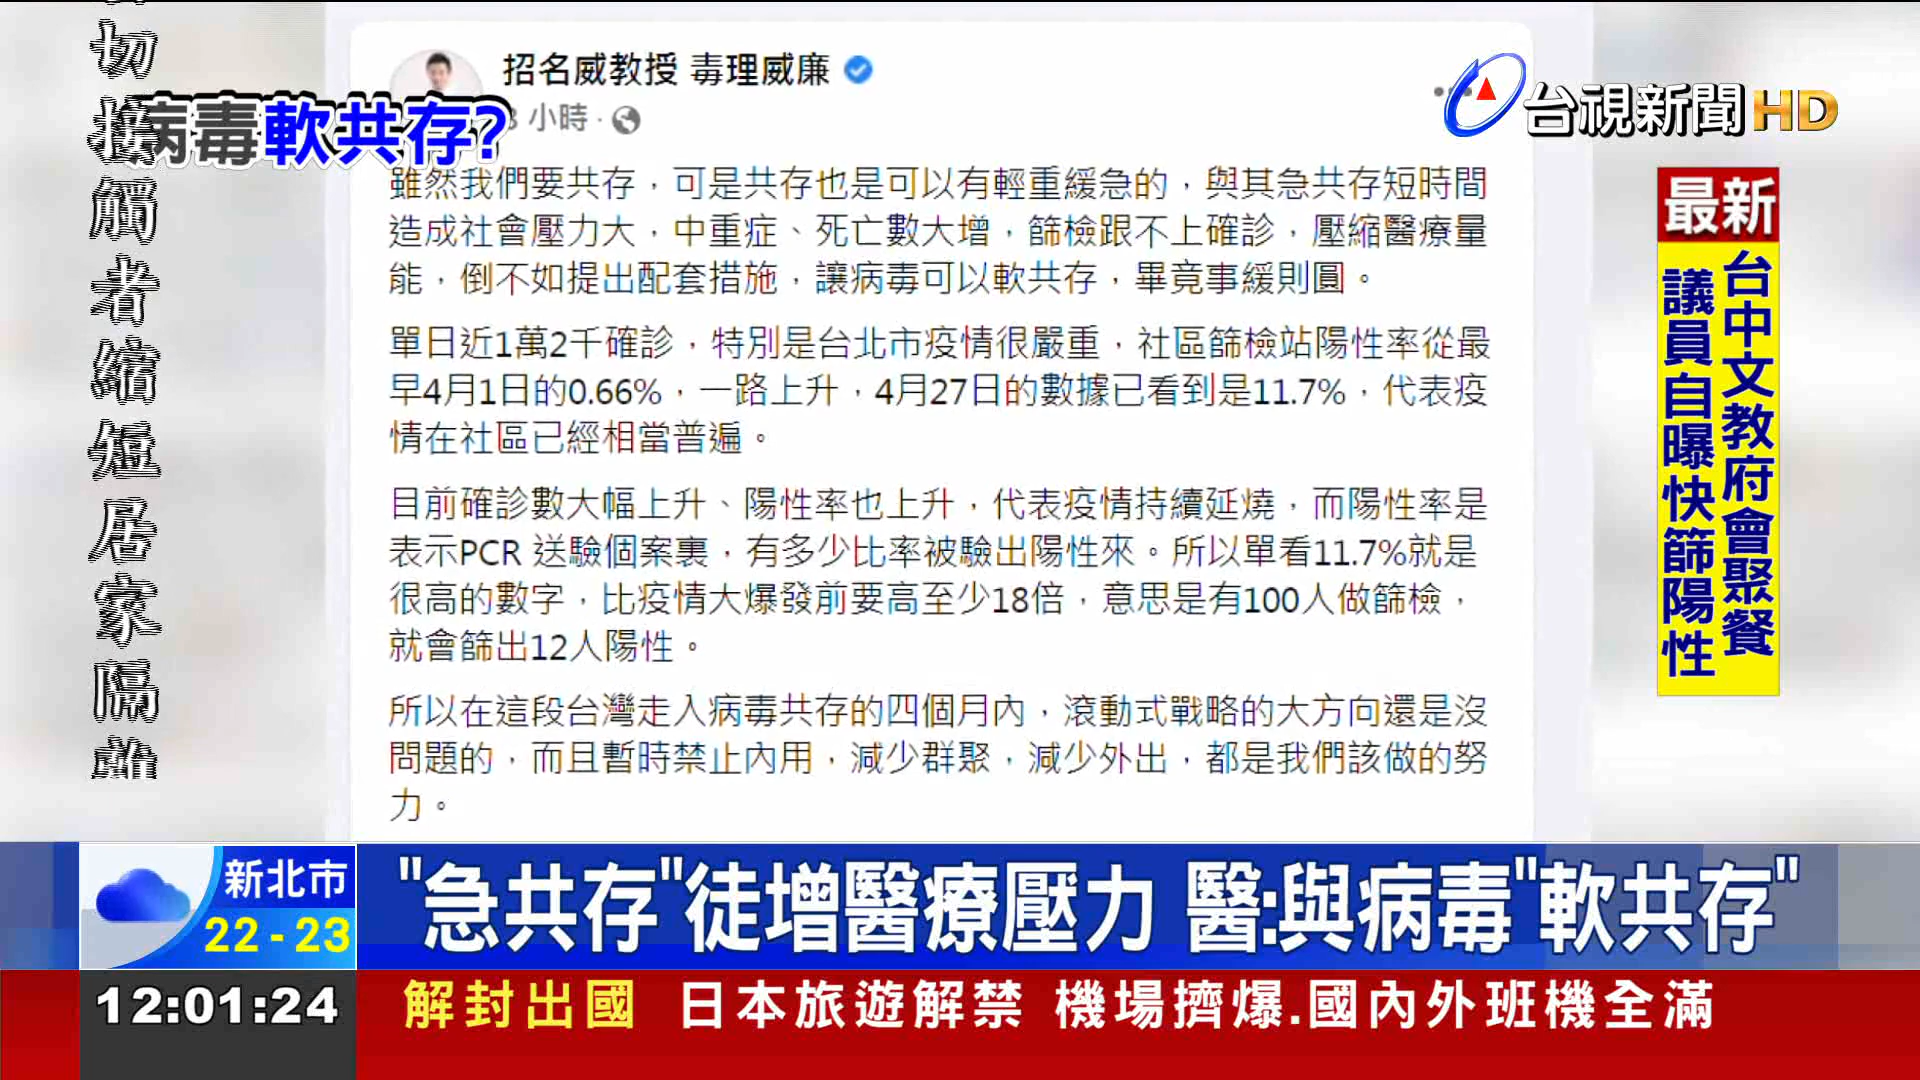 切接觸者縮短居家隔離
病毒軟共存?
招名威教授 毒理威廉
3 小時
台視新聞HD
雖然我們要共存，可是共存也是可以有輕重緩急的，與其急共存短時間
造成社會壓力大，中重症、死亡數大增，篩檢跟不上確診，壓縮醫療量
能，倒不如提出配套措施，讓病毒可以軟共存，畢竟事緩則圓。
單日近1萬2千確診，特別是台北市疫情很嚴重，社區篩檢站陽性率從最
早4月1日的0.66%，一路上升，4月27日的數據已看到是11.7%，代表疫
情在社區已經相當普遍。
目前確診數大幅上升、陽性率也上升，代表疫情持續延燒，而陽性率是
表示PCR 送驗個案裏，有多少比率被驗出陽性來。所以單看11.7%就是
很高的數字，比疫情大爆發前要高至少18倍，意思是有100人做篩檢，
就會篩出12人陽性。
所以在這段台灣走入病毒共存的四個月內，滾動式戰略的大方向還是沒
問題的，而且暫時禁止內用，減少群聚，減少外出，都是我們該做的努
力。
最新
台中文教府會聚餐
議員自曝快篩陽性
新北市
22 - 23
"急共存"徒增醫療壓力 醫:與病毒"軟共存"
12:01:24
解封出國 日本旅遊解禁 機場擠爆.國內外班機全滿